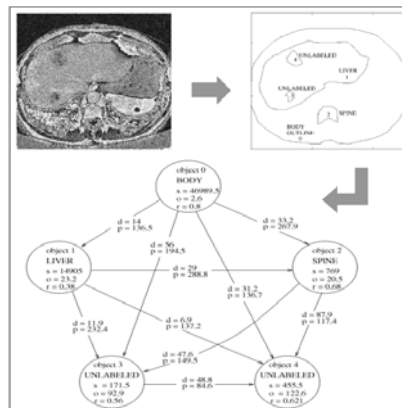 UNLABELED
4
LIVER
1
UNLABELED
3
SPINE
2
BODY
OUTLINE
0
object 0
BODY
s = 46989.5
o = 2.6
r = 0.8
d = 14
p = 136.5
d = 56
p = 194.5
d = 33.2
p = 267.9
object 1
LIVER
s = 14905
o = 23.2
r = 0.38
d = 29
p = 288.8
d = 31.2
p = 136.7
object 2
SPINE
s = 769
o = 20.5
r = 0.68
d = 11.9
p = 232.4
d = 6.9
p = 137.2
d = 87.9
p = 117.4
d = 47.6
p = 149.5
object 3
UNLABELED
s = 171.5
o = 92.9
r = 0.56
d = 48.8
p = 84.6
object 4
UNLABELED
s = 455.5
o = 122.6
r = 0.621